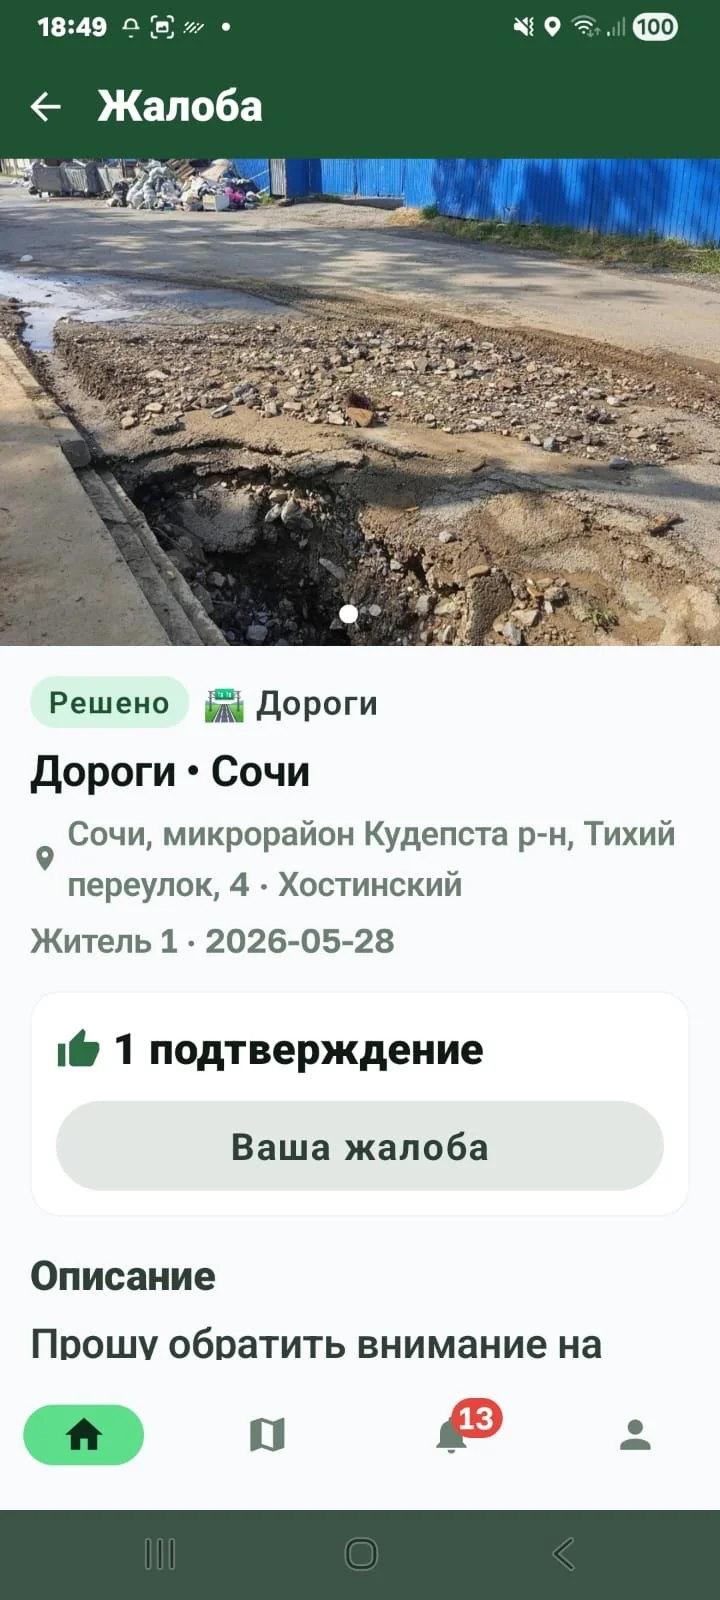 18:49
100
Жалоба
Решено
Дороги
Дороги • Сочи
Сочи, микрорайон Кудепста р-н, Тихий
переулок, 4 · Хостинский
Житель 1 · 2026-05-28
1 подтверждение
Ваша жалоба
Описание
Прошу обратить внимание на
13